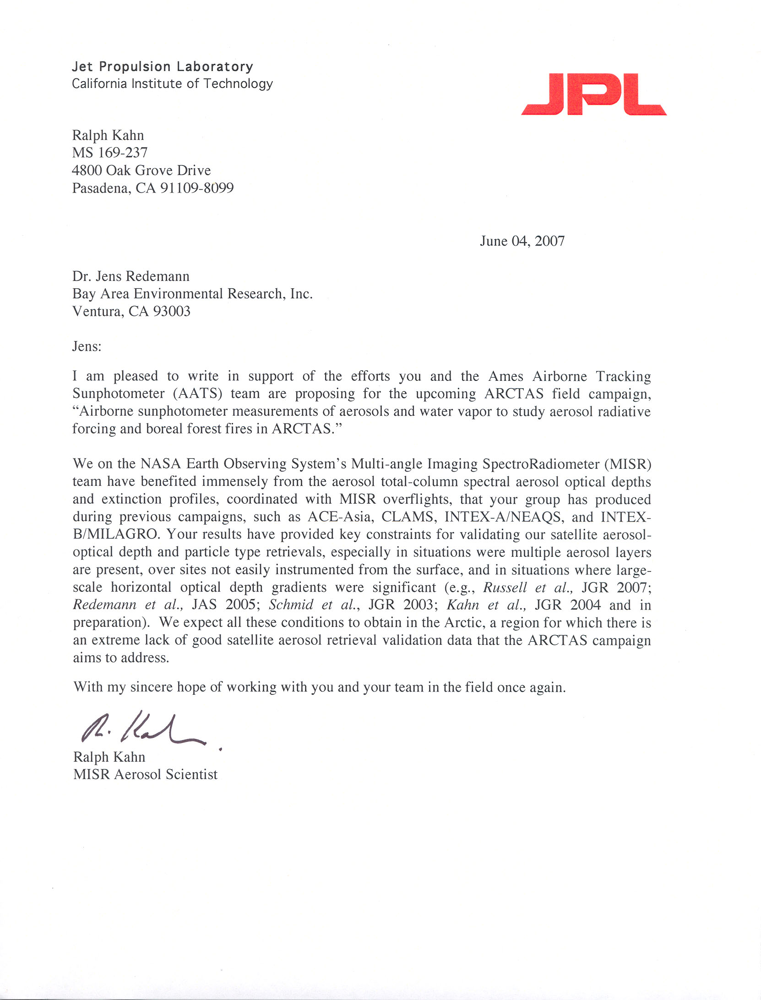 Jet Propulsion Laboratory
California Institute of Technology
JPL
Ralph Kahn
MS 169-237
4800 Oak Grove Drive
Pasadena, CA 91109-8099
June 04, 2007
Dr. Jens Redemann
Bay Area Environmental Research, Inc.
Ventura, CA 93003
Jens:
I am pleased to write in support of the efforts you and the Ames Airborne Tracking
Sunphotometer (AATS) team are proposing for the upcoming ARCTAS field campaign,
“Airborne sunphotometer measurements of aerosols and water vapor to study aerosol radiative
forcing and boreal forest fires in ARCTAS.”
We on the NASA Earth Observing System’s Multi-angle Imaging SpectroRadiometer (MISR)
team have benefited immensely from the aerosol total-column spectral aerosol optical depths
and extinction profiles, coordinated with MISR overflights, that your group has produced
during previous campaigns, such as ACE-Asia, CLAMS, INTEX-A/NEAQS, and INTEX-
B/MILAGRO. Your results have provided key constraints for validating our satellite aerosol-
optical depth and particle type retrievals, especially in situations were multiple aerosol layers
are present, over sites not easily instrumented from the surface, and in situations where large-
scale horizontal optical depth gradients were significant (e.g., Russell et al., JGR 2007;
Redemann et al., JAS 2005; Schmid et al., JGR 2003; Kahn et al., JGR 2004 and in
preparation).  We expect all these conditions to obtain in the Arctic, a region for which there is
an extreme lack of good satellite aerosol retrieval validation data that the ARCTAS campaign
aims to address.
With my sincere hope of working with you and your team in the field once again.
R. Kahn
Ralph Kahn
MISR Aerosol Scientist